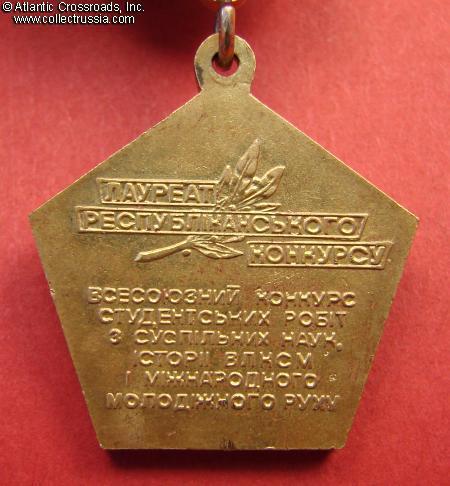 © Atlantic Crossroads, Inc.
www.collectrussia.com
ЛАУРЕАТ
РЕСПУБЛІКАНСЬКОГО
КОНКУРСУ
ВСЕСОЮЗНИЙ КОНКУРС
СТУДЕНТСЬКИХ РОБІТ
З СУСПІЛЬНИХ НАУК,
ІСТОРІЇ ВЛКСМ
І МІЖНАРОДНОГО
МОЛОДІЖНОГО РУХУ